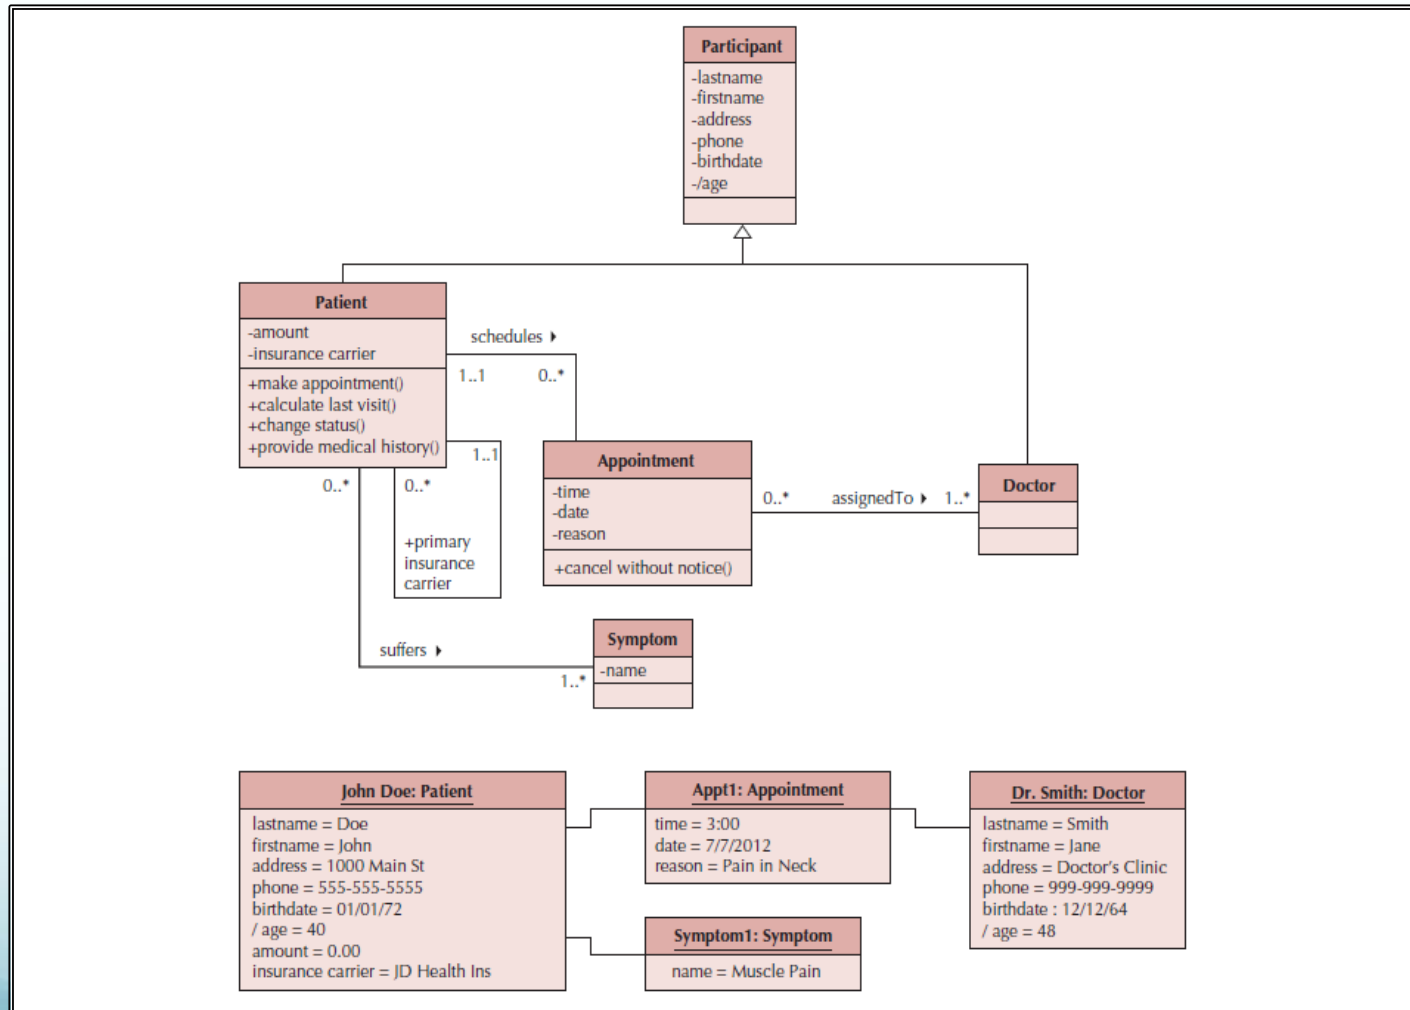 Participant
-lastname
-firstname
-address
-phone
-birthdate
-/age
Patient
-amount
-insurance carrier
+make appointment()
+calculate last visit()
+change status()
+provide medical history()
schedules
1..1
0..*
1..1
0..*
0..*
+primary
insurance
carrier
Appointment
-time
-date
-reason
+cancel without notice()
0..*
assignedTo
1..*
Doctor
suffers
1..*
Symptom
-name
John Doe: Patient
lastname = Doe
firstname = John
address = 1000 Main St
phone = 555-555-5555
birthdate = 01/01/72
/ age = 40
amount = 0.00
insurance carrier = JD Health Ins
Appt1: Appointment
time = 3:00
date = 7/7/2012
reason = Pain in Neck
Symptom1: Symptom
name = Muscle Pain
Dr. Smith: Doctor
lastname = Smith
firstname = Jane
address = Doctor's Clinic
phone = 999-999-9999
birthdate : 12/12/64
/ age = 48